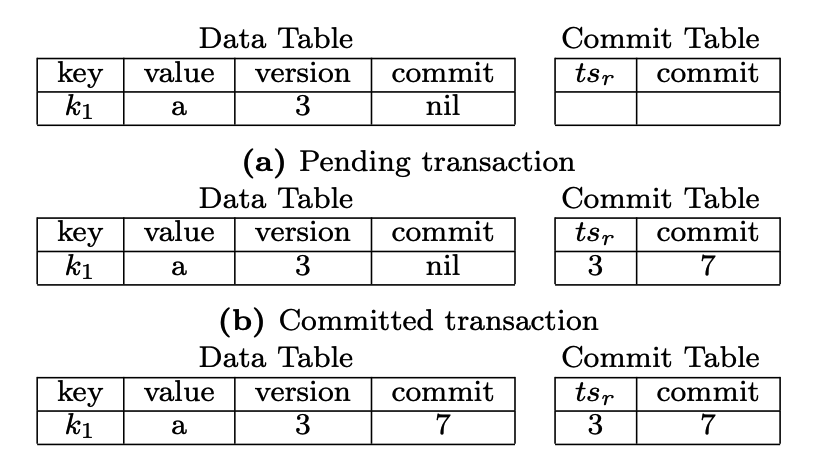 Data Table Commit Table
key value version commit ts_r commit
k_1 a 3 nil
(a) Pending transaction
Data Table Commit Table
key value version commit ts_r commit
k_1 a 3 nil 3 7
(b) Committed transaction
Data Table Commit Table
key value version commit ts_r commit
k_1 a 3 7 3 7